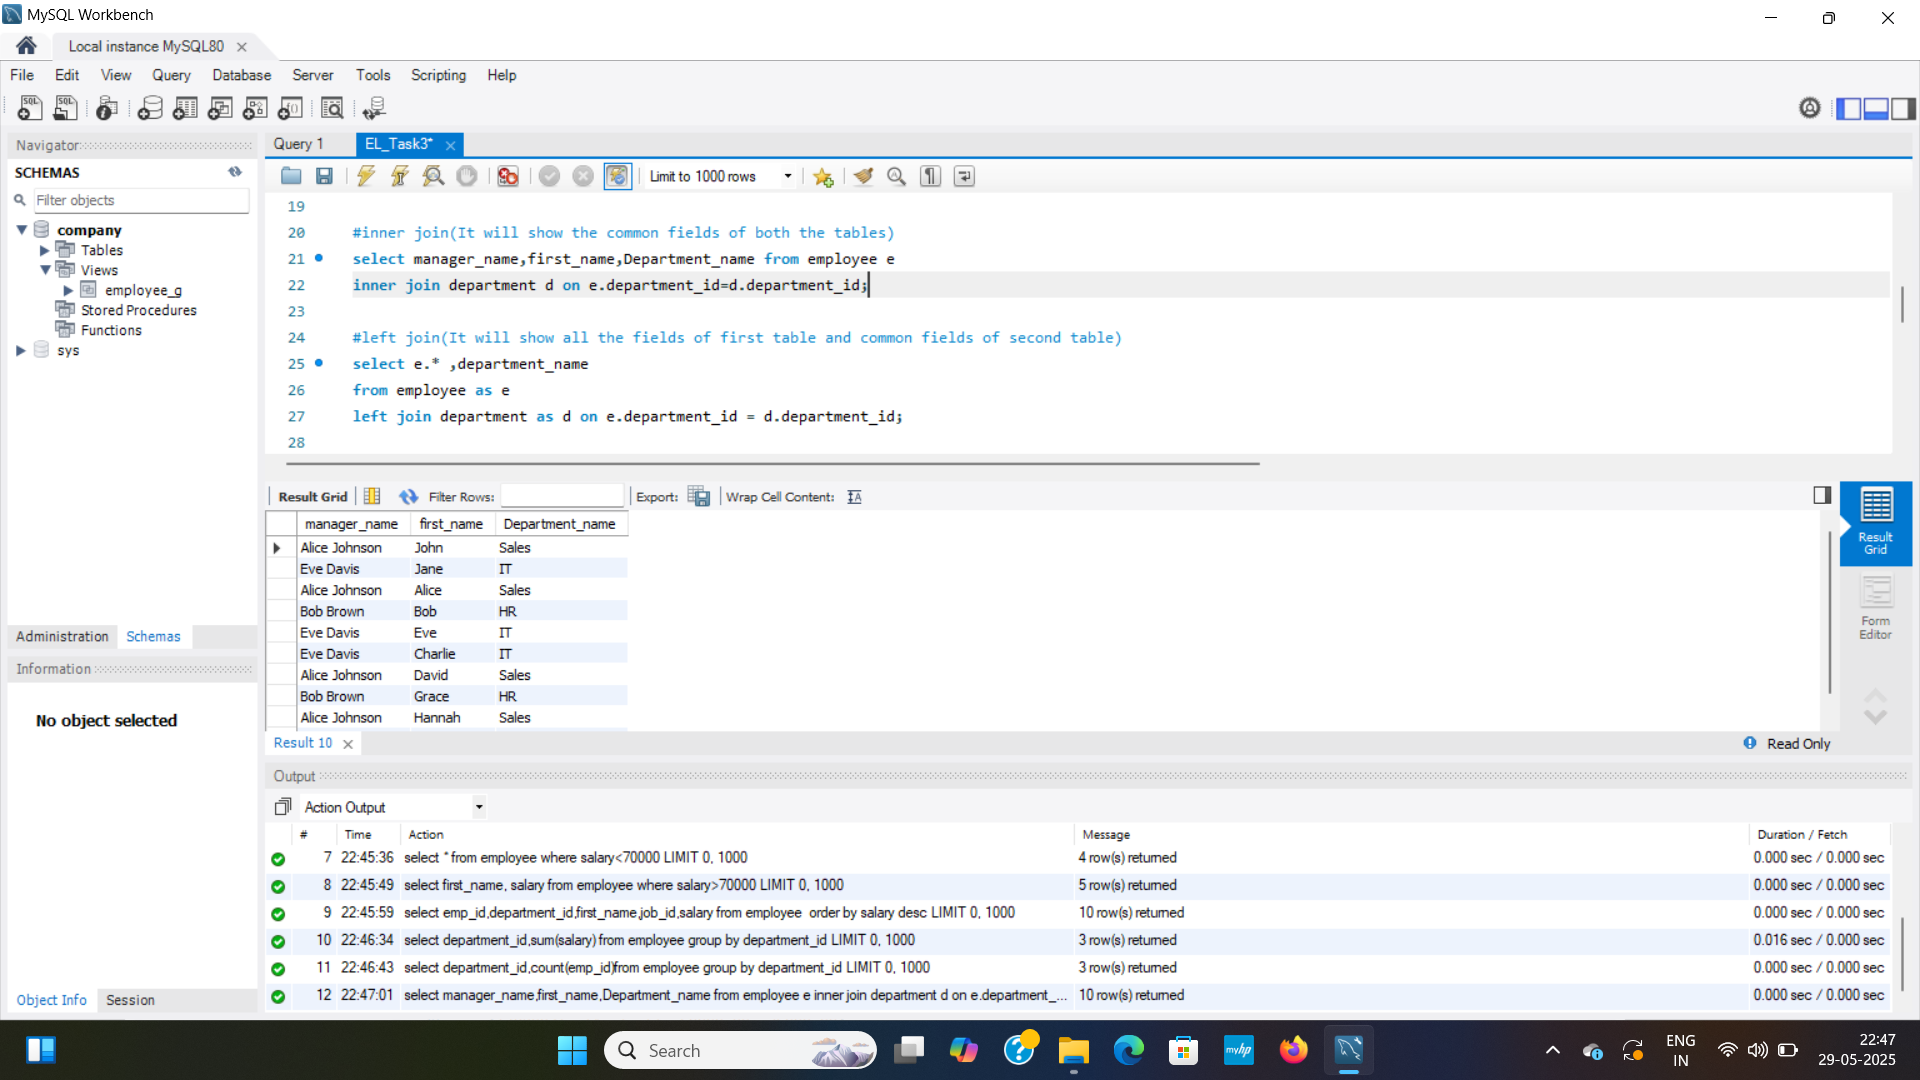 MySQL Workbench
Local instance MySQL80
File Edit View Query Database Server Tools Scripting Help
Navigator
SCHEMAS
Filter objects
company
Tables
Views
employee_g
Stored Procedures
Functions
sys
Administration Schemas
Information
No object selected
Object Info Session
Query 1 EL_Task3*
Limit to 1000 rows
19
20 #inner join(It will show the common fields of both the tables)
21 select manager_name,first_name,Department_name from employee e
22 inner join department d on e.department_id=d.department_id;
23
24 #left join(It will show all the fields of first table and common fields of second table)
25 select e.* ,department_name
26 from employee as e
27 left join department as d on e.department_id = d.department_id;
28
Result Grid Filter Rows: Export: Wrap Cell Content:
manager_name first_name Department_name
Alice Johnson John Sales
Eve Davis Jane IT
Alice Johnson Alice Sales
Bob Brown Bob HR
Eve Davis Eve IT
Eve Davis Charlie IT
Alice Johnson David Sales
Bob Brown Grace HR
Alice Johnson Hannah Sales
Result
Grid
Form
Editor
Result 10
Read Only
Output
Action Output
# Time Action Message Duration / Fetch
7 22:45:36 select * from employee where salary<70000 LIMIT 0, 1000 4 row(s) returned 0.000 sec / 0.000 sec
8 22:45:49 select first_name, salary from employee where salary>70000 LIMIT 0, 1000 5 row(s) returned 0.000 sec / 0.000 sec
9 22:45:59 select emp_id,department_id,first_name,job_id,salary from employee  order by salary desc LIMIT 0, 1000 10 row(s) returned 0.000 sec / 0.000 sec
10 22:46:34 select department_id,sum(salary) from employee group by department_id LIMIT 0, 1000 3 row(s) returned 0.016 sec / 0.000 sec
11 22:46:43 select department_id,count(emp_id)from employee group by department_id LIMIT 0, 1000 3 row(s) returned 0.000 sec / 0.000 sec
12 22:47:01 select manager_name,first_name,Department_name from employee e inner join department d on e.department_... 10 row(s) returned 0.000 sec / 0.000 sec
Search
myhp
ENG
IN
22:47
29-05-2025